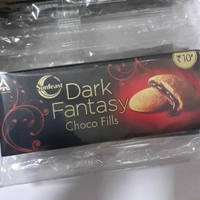 Sunfeast
Dark
Fantasy
Choco Fills
₹ 10/-